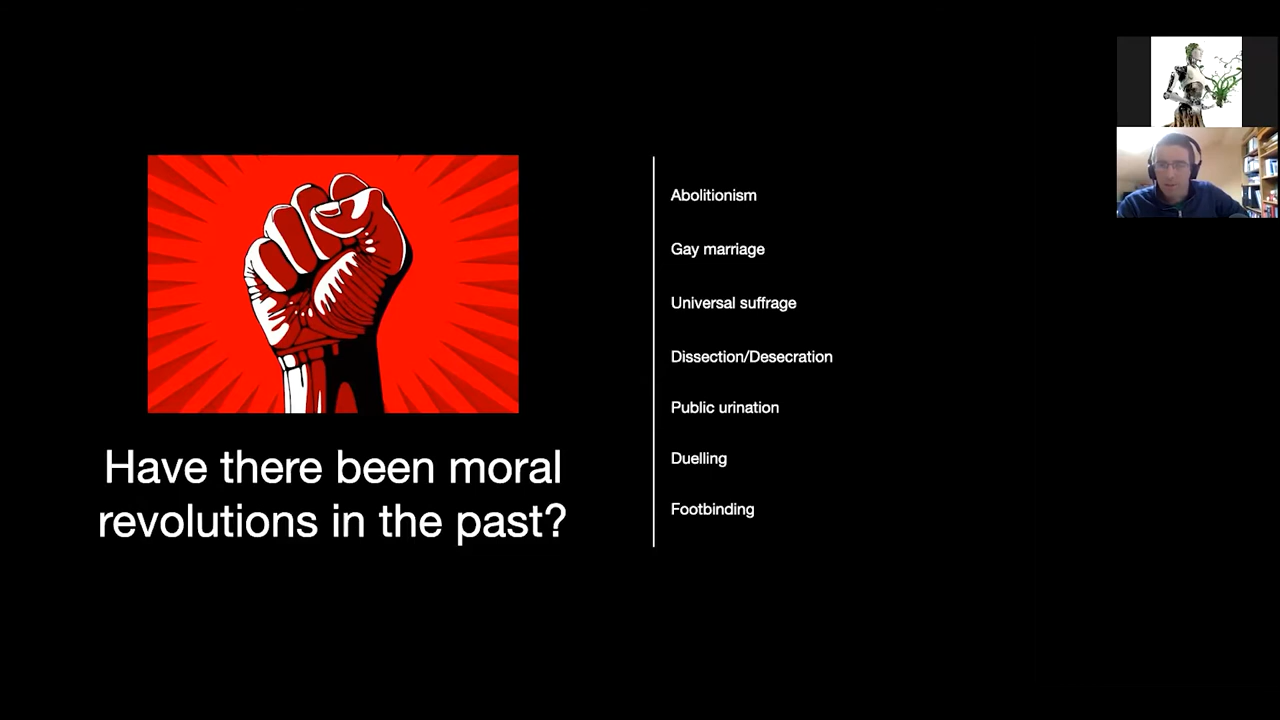 Have there been moral
revolutions in the past?
Abolitionism
Gay marriage
Universal suffrage
Dissection/Desecration
Public urination
Duelling
Footbinding